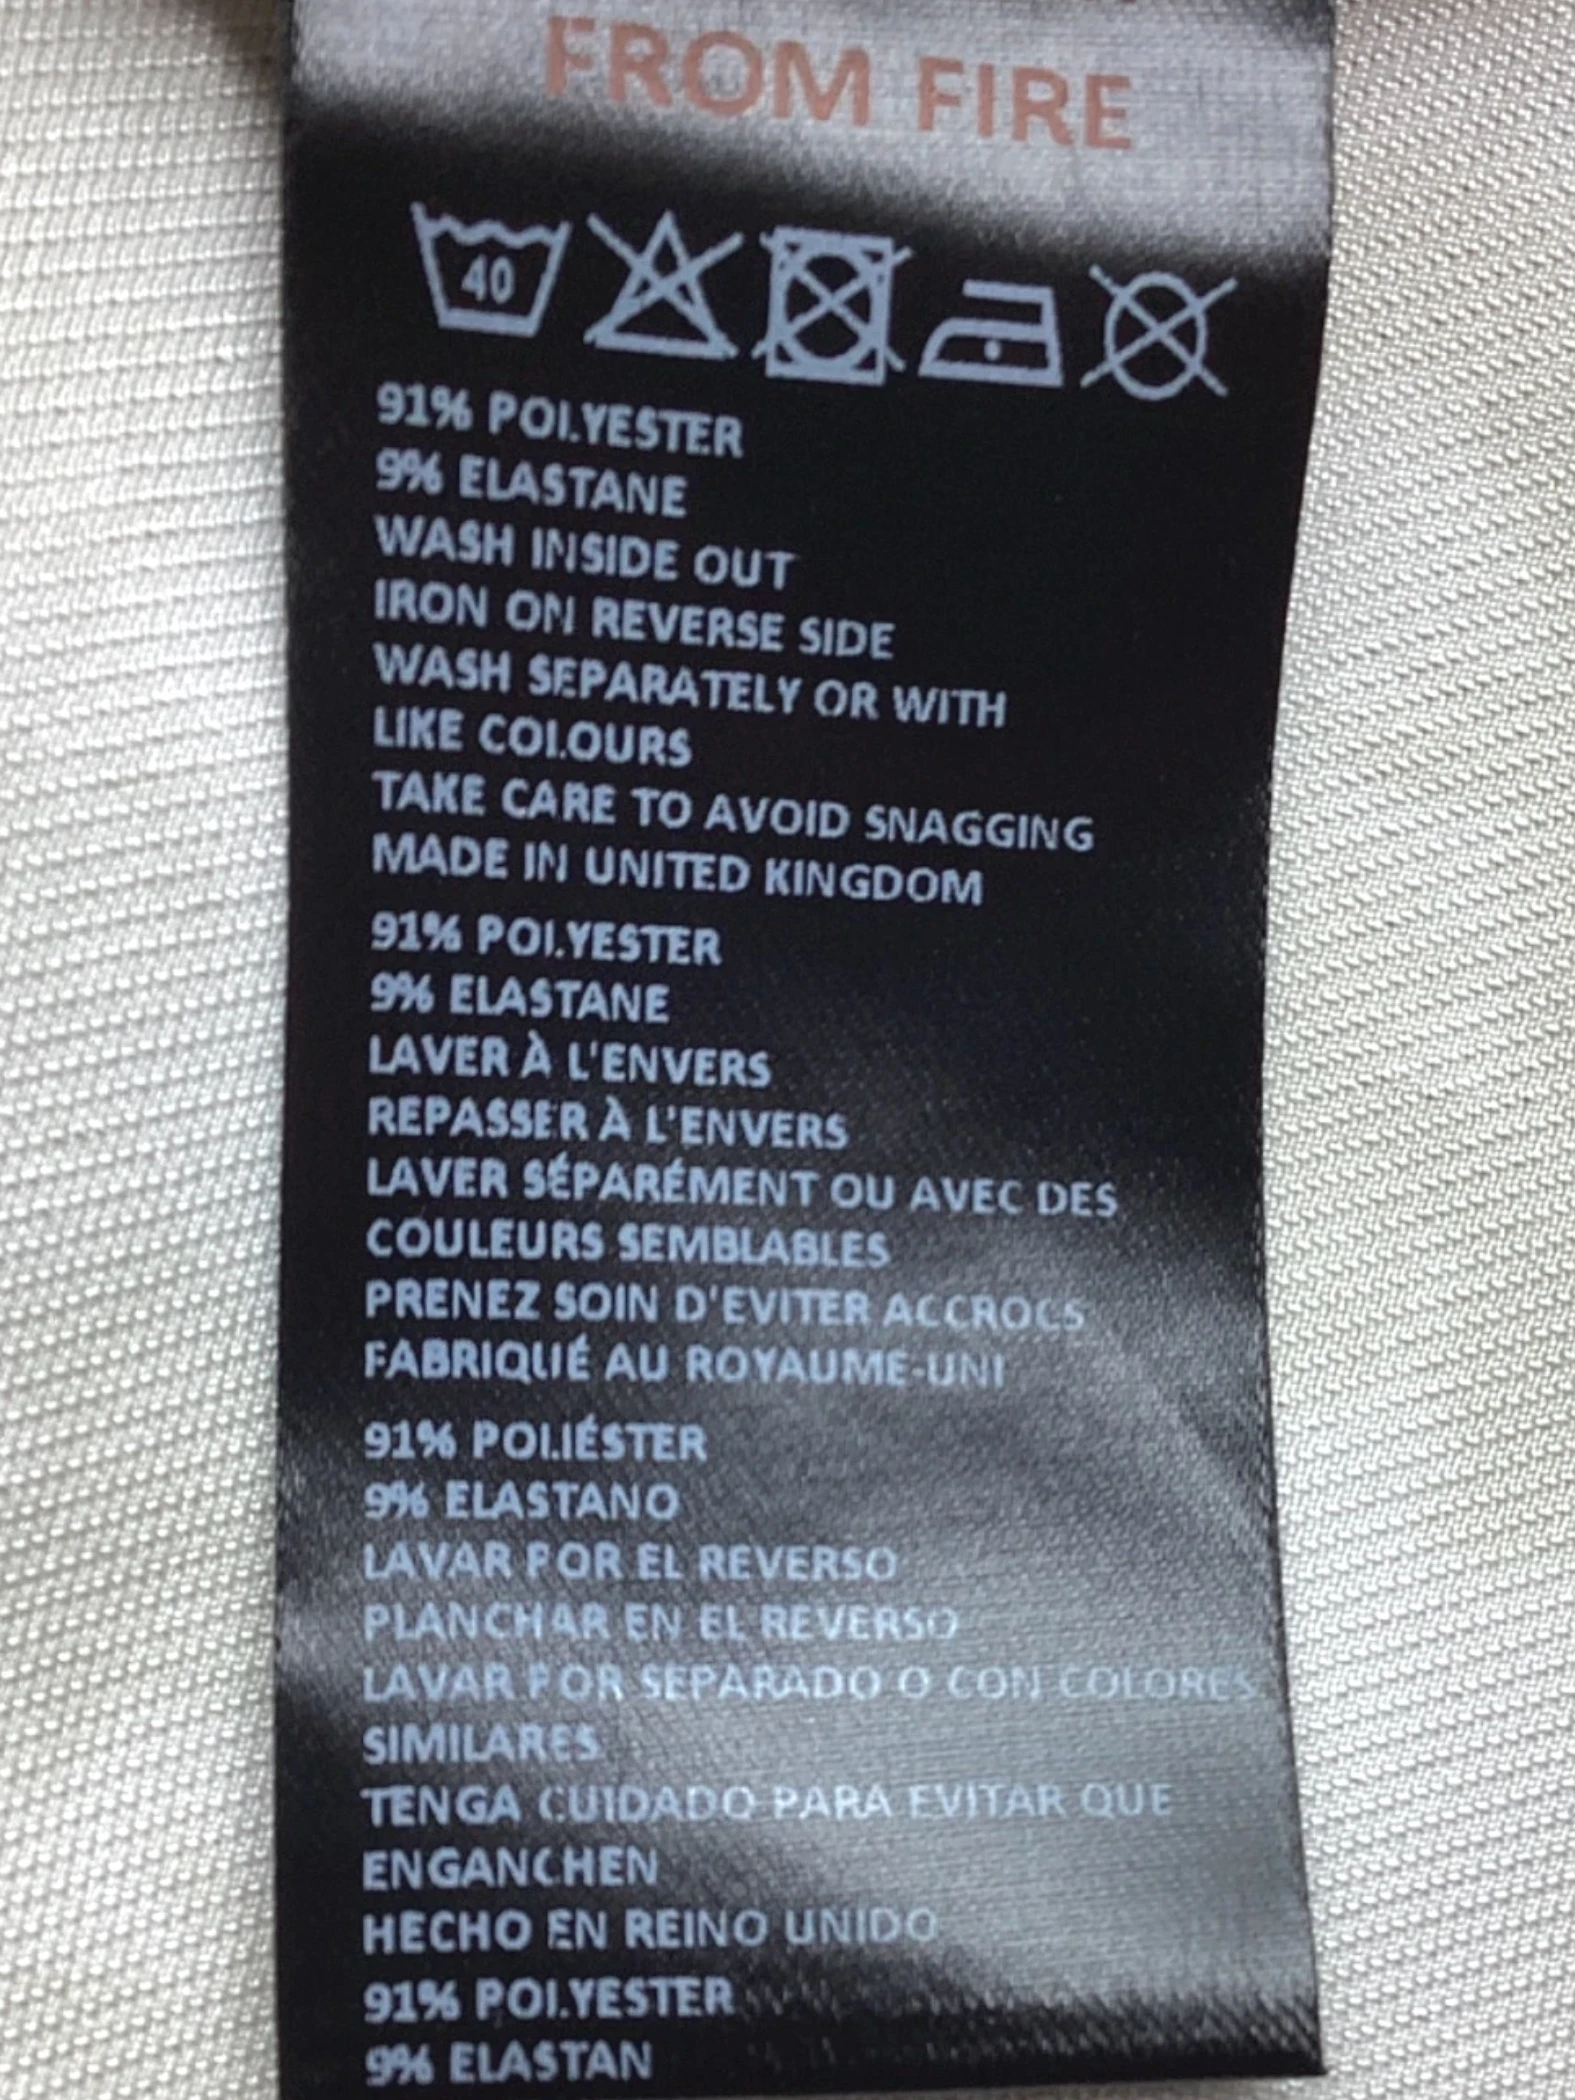 FROM FIRE
40
91% POLYESTER
9% ELASTANE
WASH INSIDE OUT
IRON ON REVERSE SIDE
WASH SEPARATELY OR WITH
LIKE COLOURS
TAKE CARE TO AVOID SNAGGING
MADE IN UNITED KINGDOM
91% POLYESTER
9% ELASTANE
LAVER À L'ENVERS
REPASSER À L'ENVERS
LAVER SÉPARÉMENT OU AVEC DES
COULEURS SEMBLABLES
PRENEZ SOIN D'EVITER ACCROCS
FABRIQUÉ AU ROYAUME-UNI
91% POLIÉSTER
9% ELASTANO
LAVAR POR EL REVERSO
PLANCHAR EN EL REVERSO
LAVAR POR SEPARADO O CON COLORES
SIMILARES
TENGA CUIDADO PARA EVITAR QUE
ENGANCHEN
HECHO EN REINO UNIDO
91% POLYESTER
9% ELASTAN